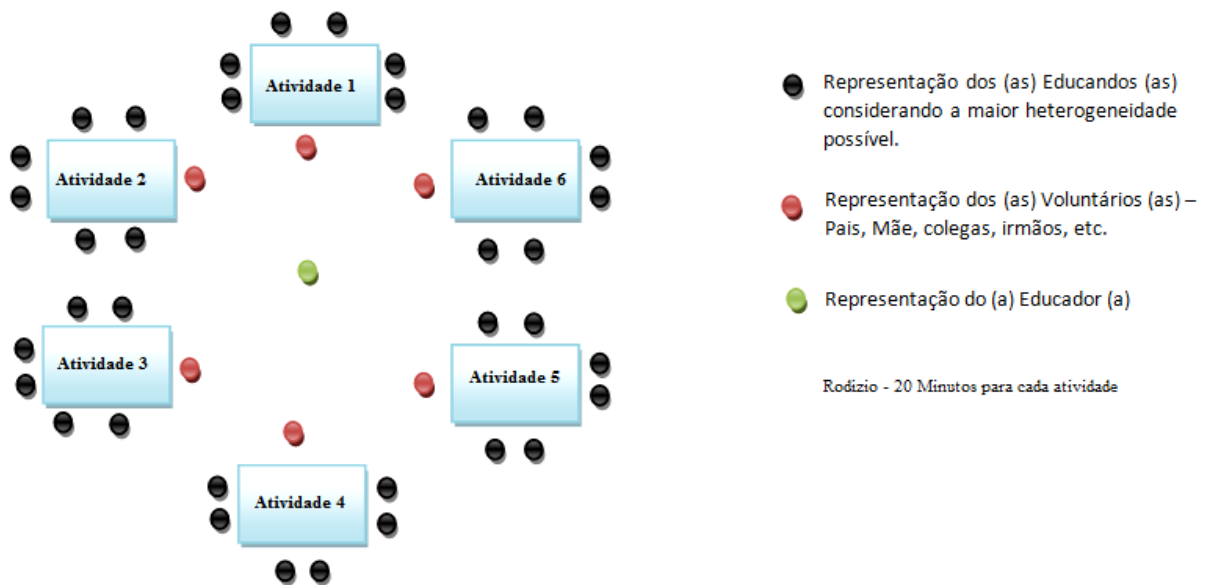 Atividade 1
Atividade 2
Atividade 6
Atividade 3
Atividade 5
Atividade 4
Representação dos (as) Educandos (as)
considerando a maior heterogeneidade
possível.
Representação dos (as) Voluntários (as) –
Pais, Mãe, colegas, irmãos, etc.
Representação do (a) Educador (a)
Rodizio - 20 Minutos para cada atividade